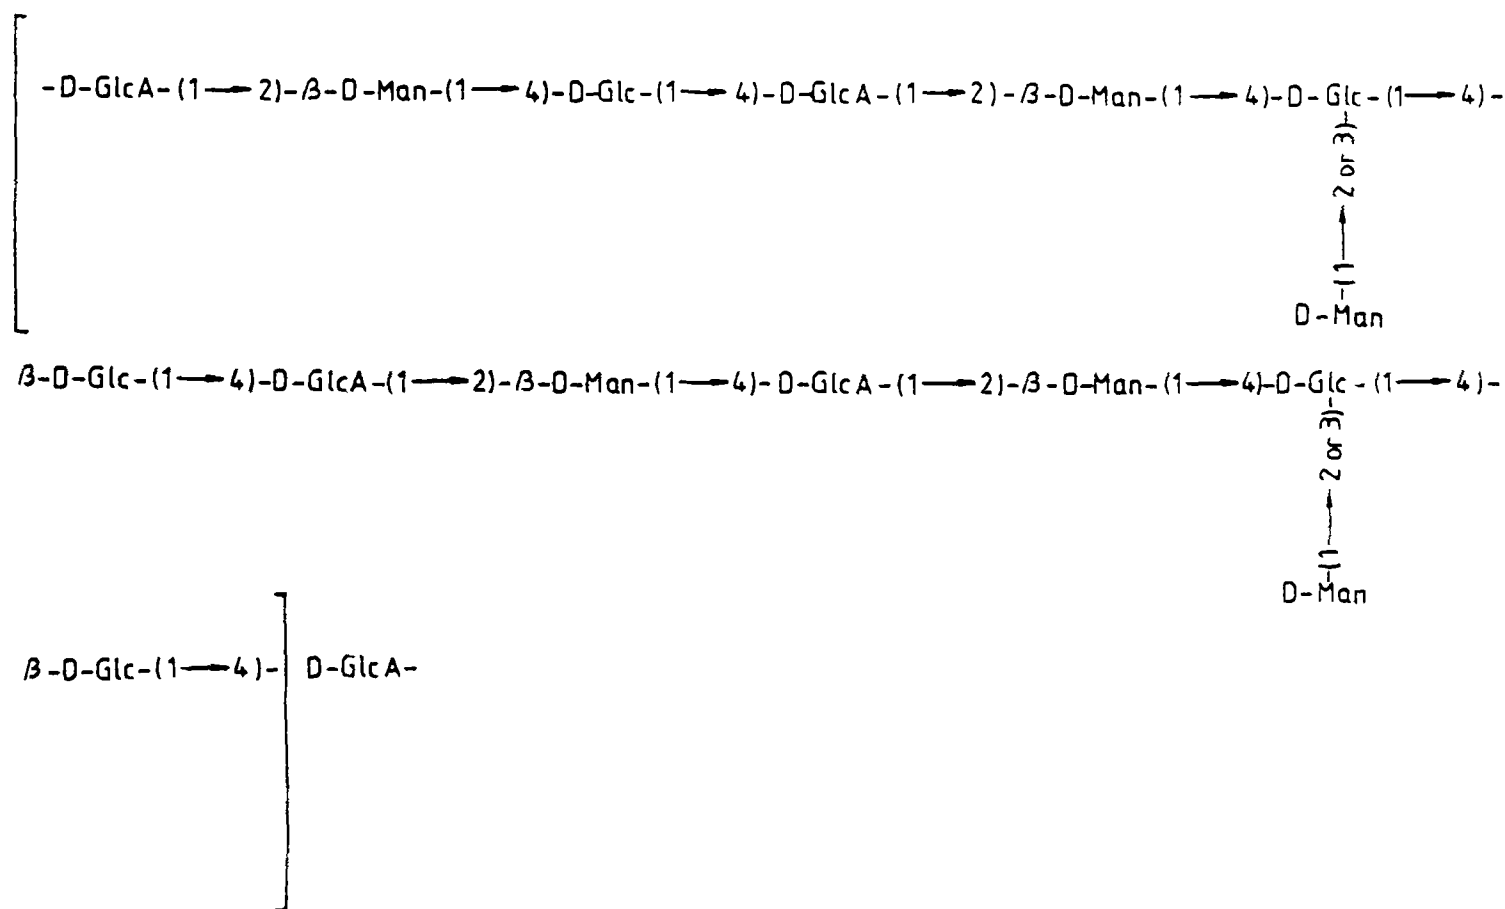 -D-GlcA-(1→2)-β-D-Man-(1→4)-D-Glc-(1→4)-D-GlcA-(1→2)-β-D-Man-(1→4)-D-Glc-(1→4)-
-(1→2 or 3)
D-Man
β-D-Glc-(1→4)-D-GlcA-(1→2)-β-D-Man-(1→4)-D-GlcA-(1→2)-β-D-Man-(1→4)-D-Glc-(1→4)-
-(1→2 or 3)
D-Man
β-D-Glc-(1→4)-] D-GlcA-